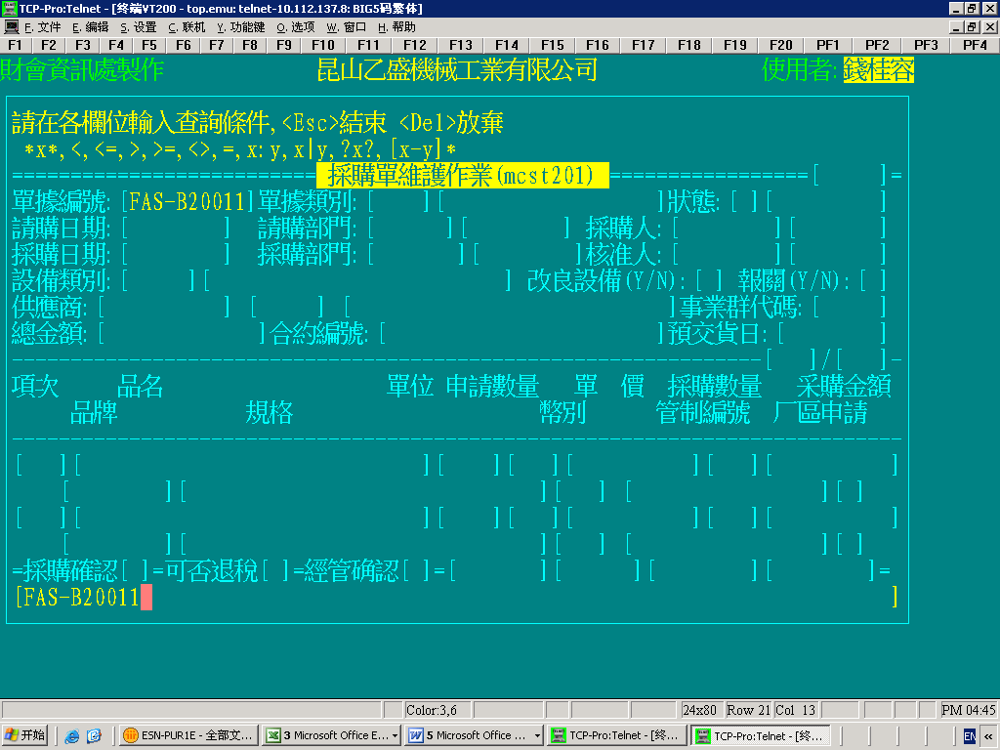 TCP-Pro:Telnet - [终端VT200 - top.emu: telnet-10.112.137.8: BIG5码繁体]
F. 文件 E. 编辑 S. 设置 C. 联机 Y. 功能键 O. 选项 W. 窗口 H. 帮助
F1 F2 F3 F4 F5 F6 F7 F8 F9 F10 F11 F12 F13 F14 F15 F16 F17 F18 F19 F20 PF1 PF2 PF3 PF4
財會資訊處製作 昆山乙盛機械工業有限公司 使用者: 錢桂容
請在各欄位輸入查詢條件,<Esc>結束 <Del>放棄
*x*,<,<=,>,>=,<>,=,x:y,x|y,?x?,[x-y]*
========================== 採購單維護作業(mcst201) =================[ ]=
單據編號:[FAS-B20011]單據類別:[ ][ ]狀態:[ ][ ]
請購日期:[ ] 請購部門:[ ][ ] 採購人:[ ][ ]
採購日期:[ ] 採購部門:[ ][ ]核准人:[ ][ ]
設備類別:[ ][ ] 改良設備(Y/N):[ ] 報關(Y/N):[ ]
供應商:[ ] [ ] [ ]事業群代碼:[ ]
總金額:[ ]合約編號:[ ]預交貨日:[ ]
----------------------------------------------------------------[ ]/[ ]-
項次 品名 單位 申請數量 單 價 採購數量 采購金額
品牌 規格 幣別 管制編號 厂區申請
----------------------------------------------------------------------------
[ ][ ][ ][ ][ ][ ][ ]
[ ][ ][ ] [ ][ ]
[ ][ ][ ][ ][ ][ ][ ]
[ ][ ][ ] [ ][ ]
=採購確認[ ]=可否退稅[ ]=經管确認[ ]=[ ][ ][ ][ ]=
[FAS-B20011 ]
Color:3,6 24x80 Row 21 Col 13 PM 04:45
开始 ESN-PUR1E - 全部文... 3 Microsoft Office E... 5 Microsoft Office ... TCP-Pro:Telnet - [终... TCP-Pro:Telnet - [终... EN «